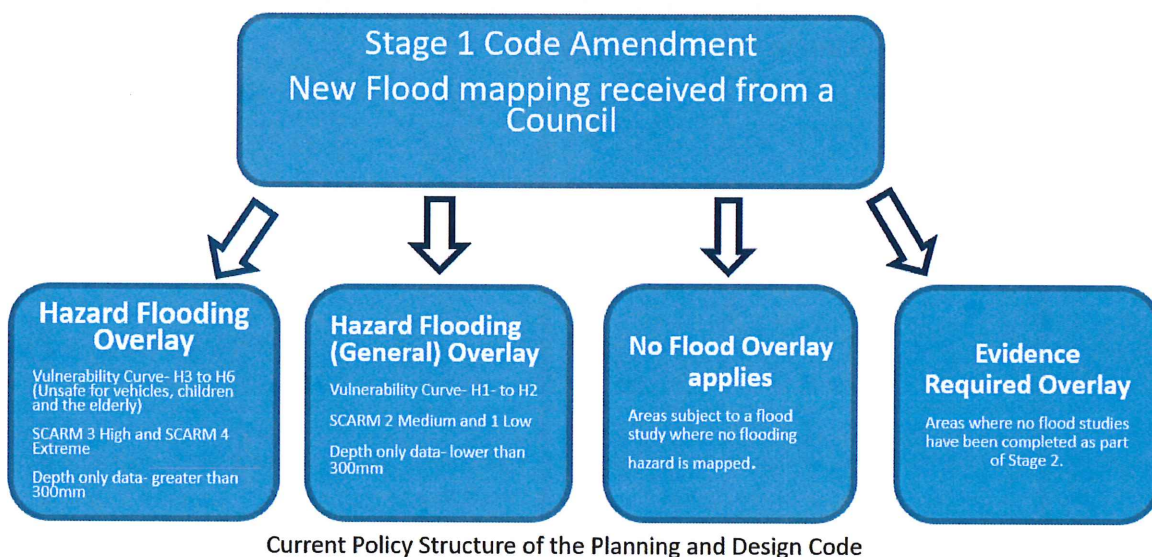 Stage 1 Code Amendment
New Flood mapping received from a
Council
Hazard Flooding
Overlay
Vulnerability Curve- H3 to H6
(Unsafe for vehicles, children
and the elderly)
SCARM 3 High and SCARM 4
Extreme
Depth only data- greater than
300mm
Hazard Flooding
(General) Overlay
Vulnerability Curve- H1- to H2
SCARM 2 Medium and 1 Low
Depth only data- lower than
300mm
No Flood Overlay
applies
Areas subject to a flood
study where no flooding
hazard is mapped.
Evidence
Required Overlay
Areas where no flood studies
have been completed as part
of Stage 2.
Current Policy Structure of the Planning and Design Code